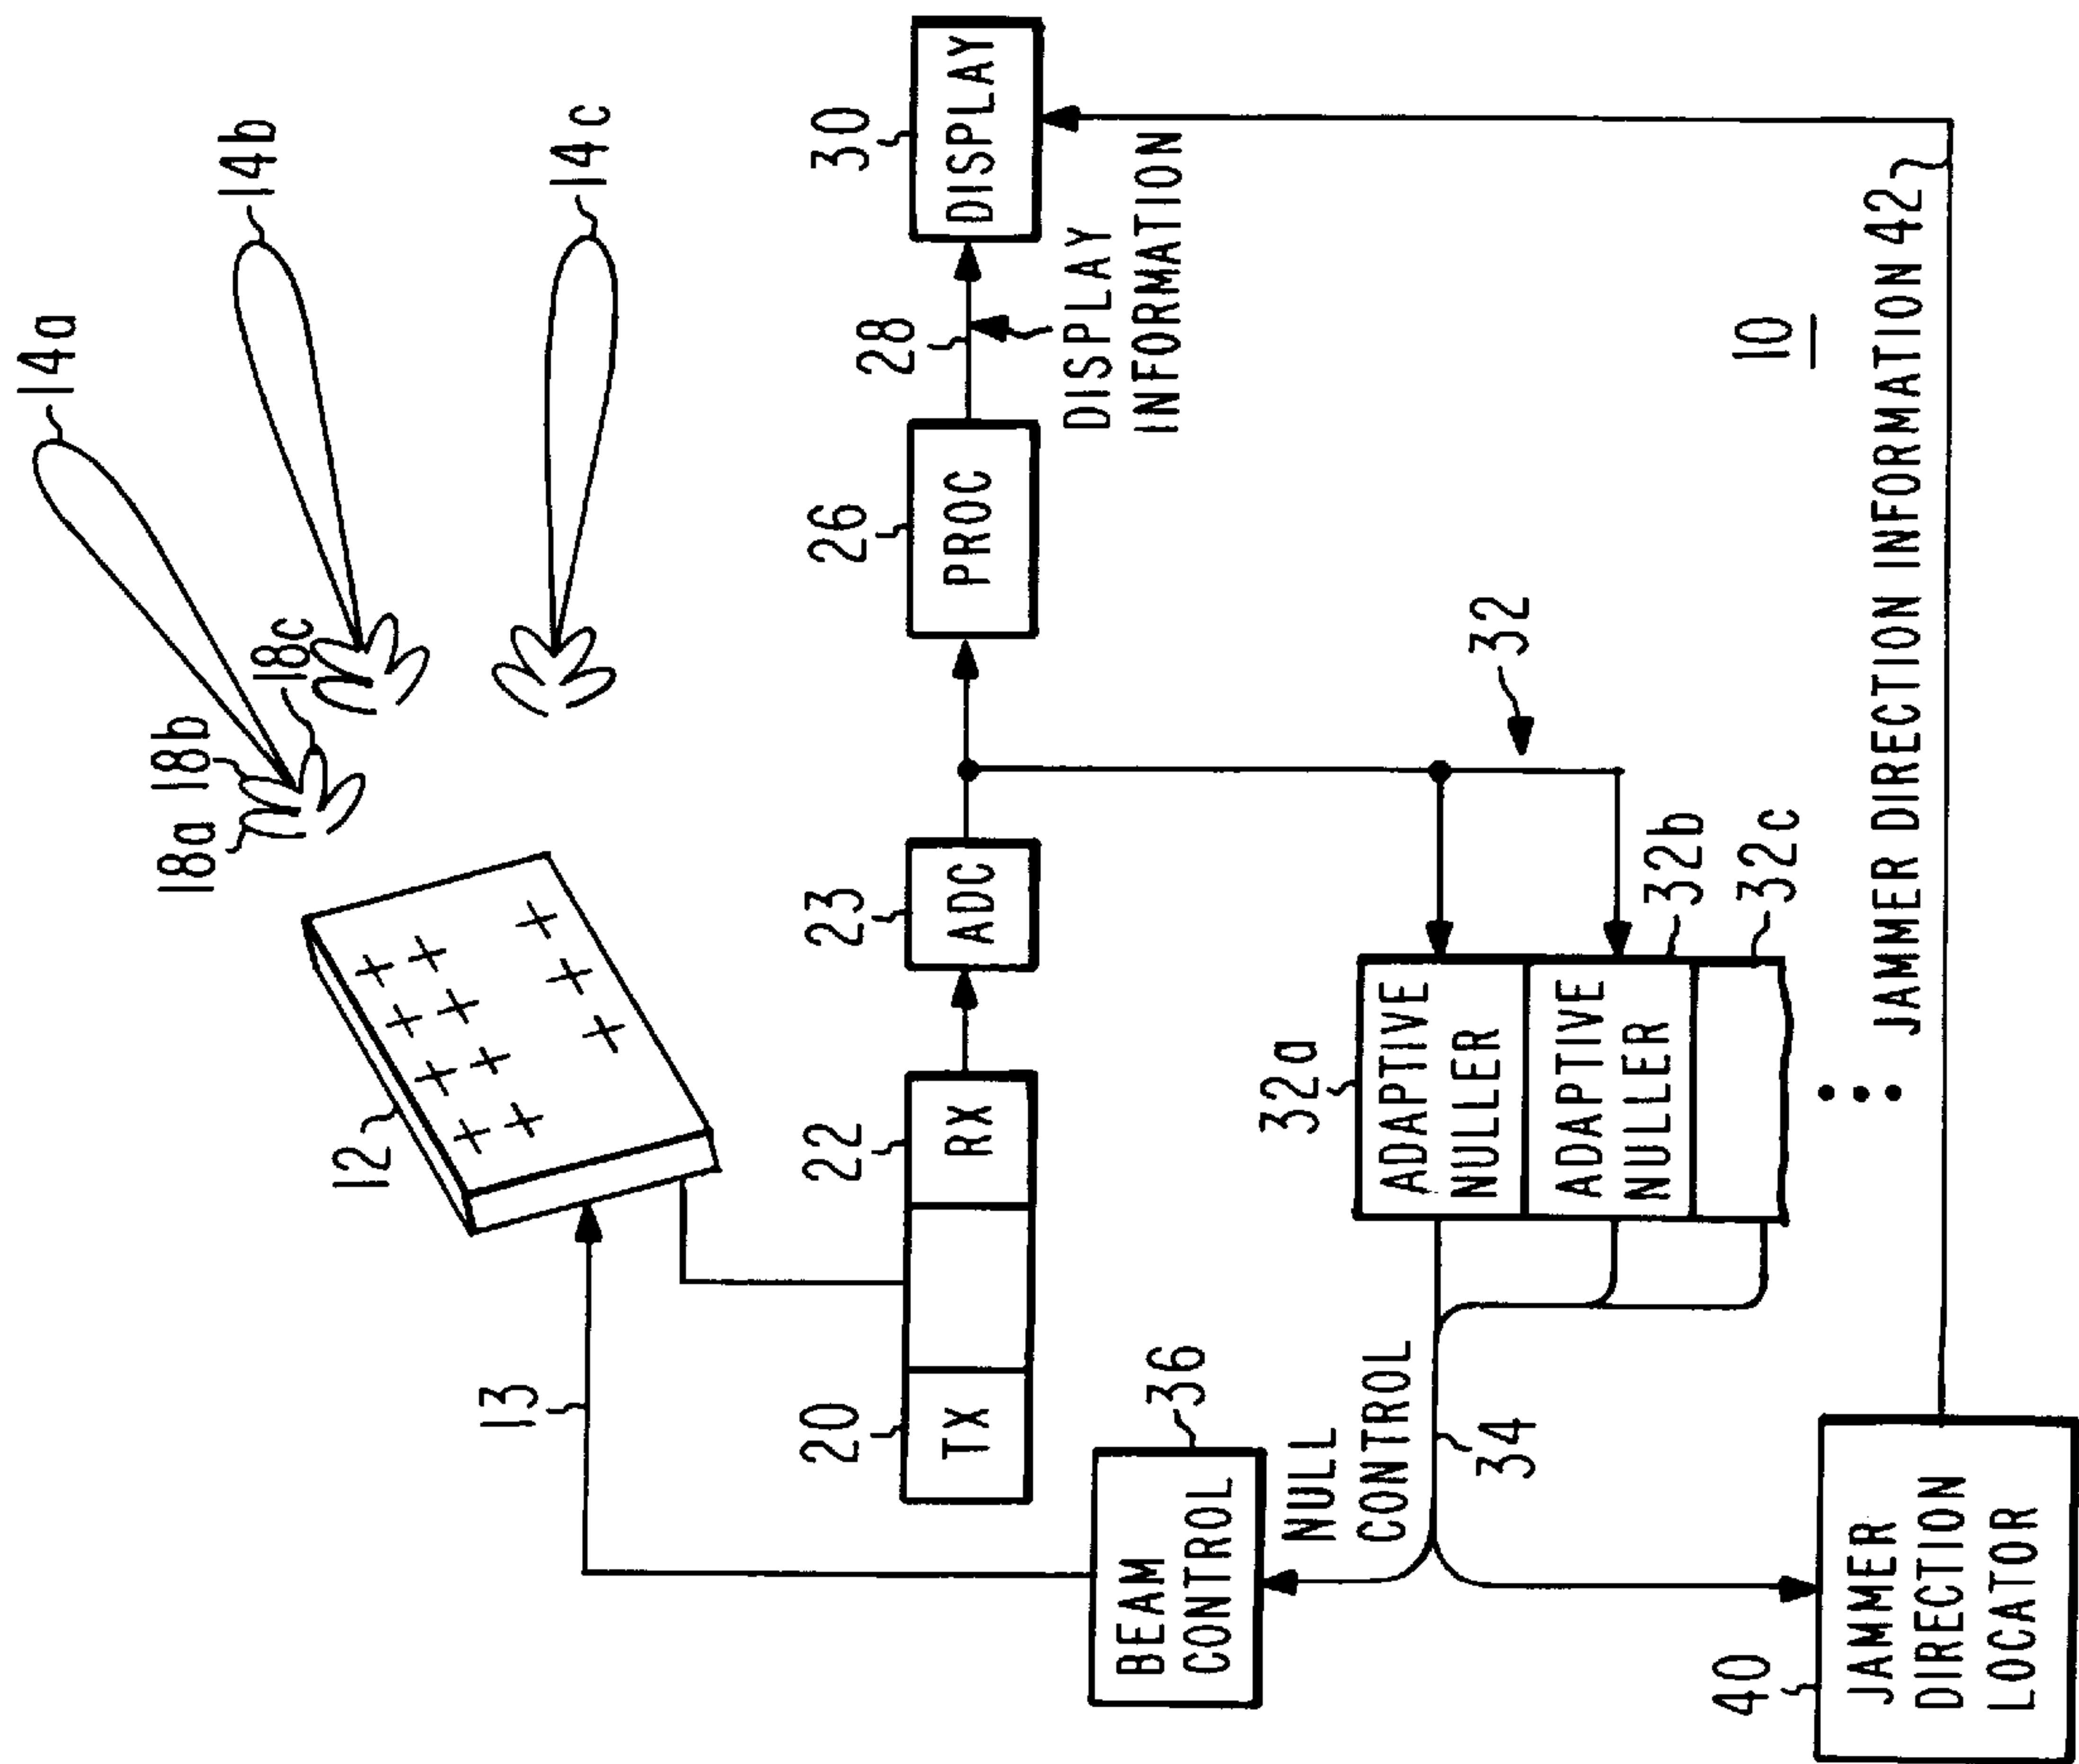 14a
14b
14c
18a
18b
18c
12
13
20
TX
22
RX
23
ADC
26
PROC
28
DISPLAY
INFORMATION
30
DISPLAY
32
32a
ADAPTIVE
NULLER
32b
ADAPTIVE
NULLER
32c
36
BEAM
CONTROL
NULL
CONTROL
34
10
40
JAMMER
DIRECTION
LOCATOR
JAMMER DIRECTION INFORMATION 42